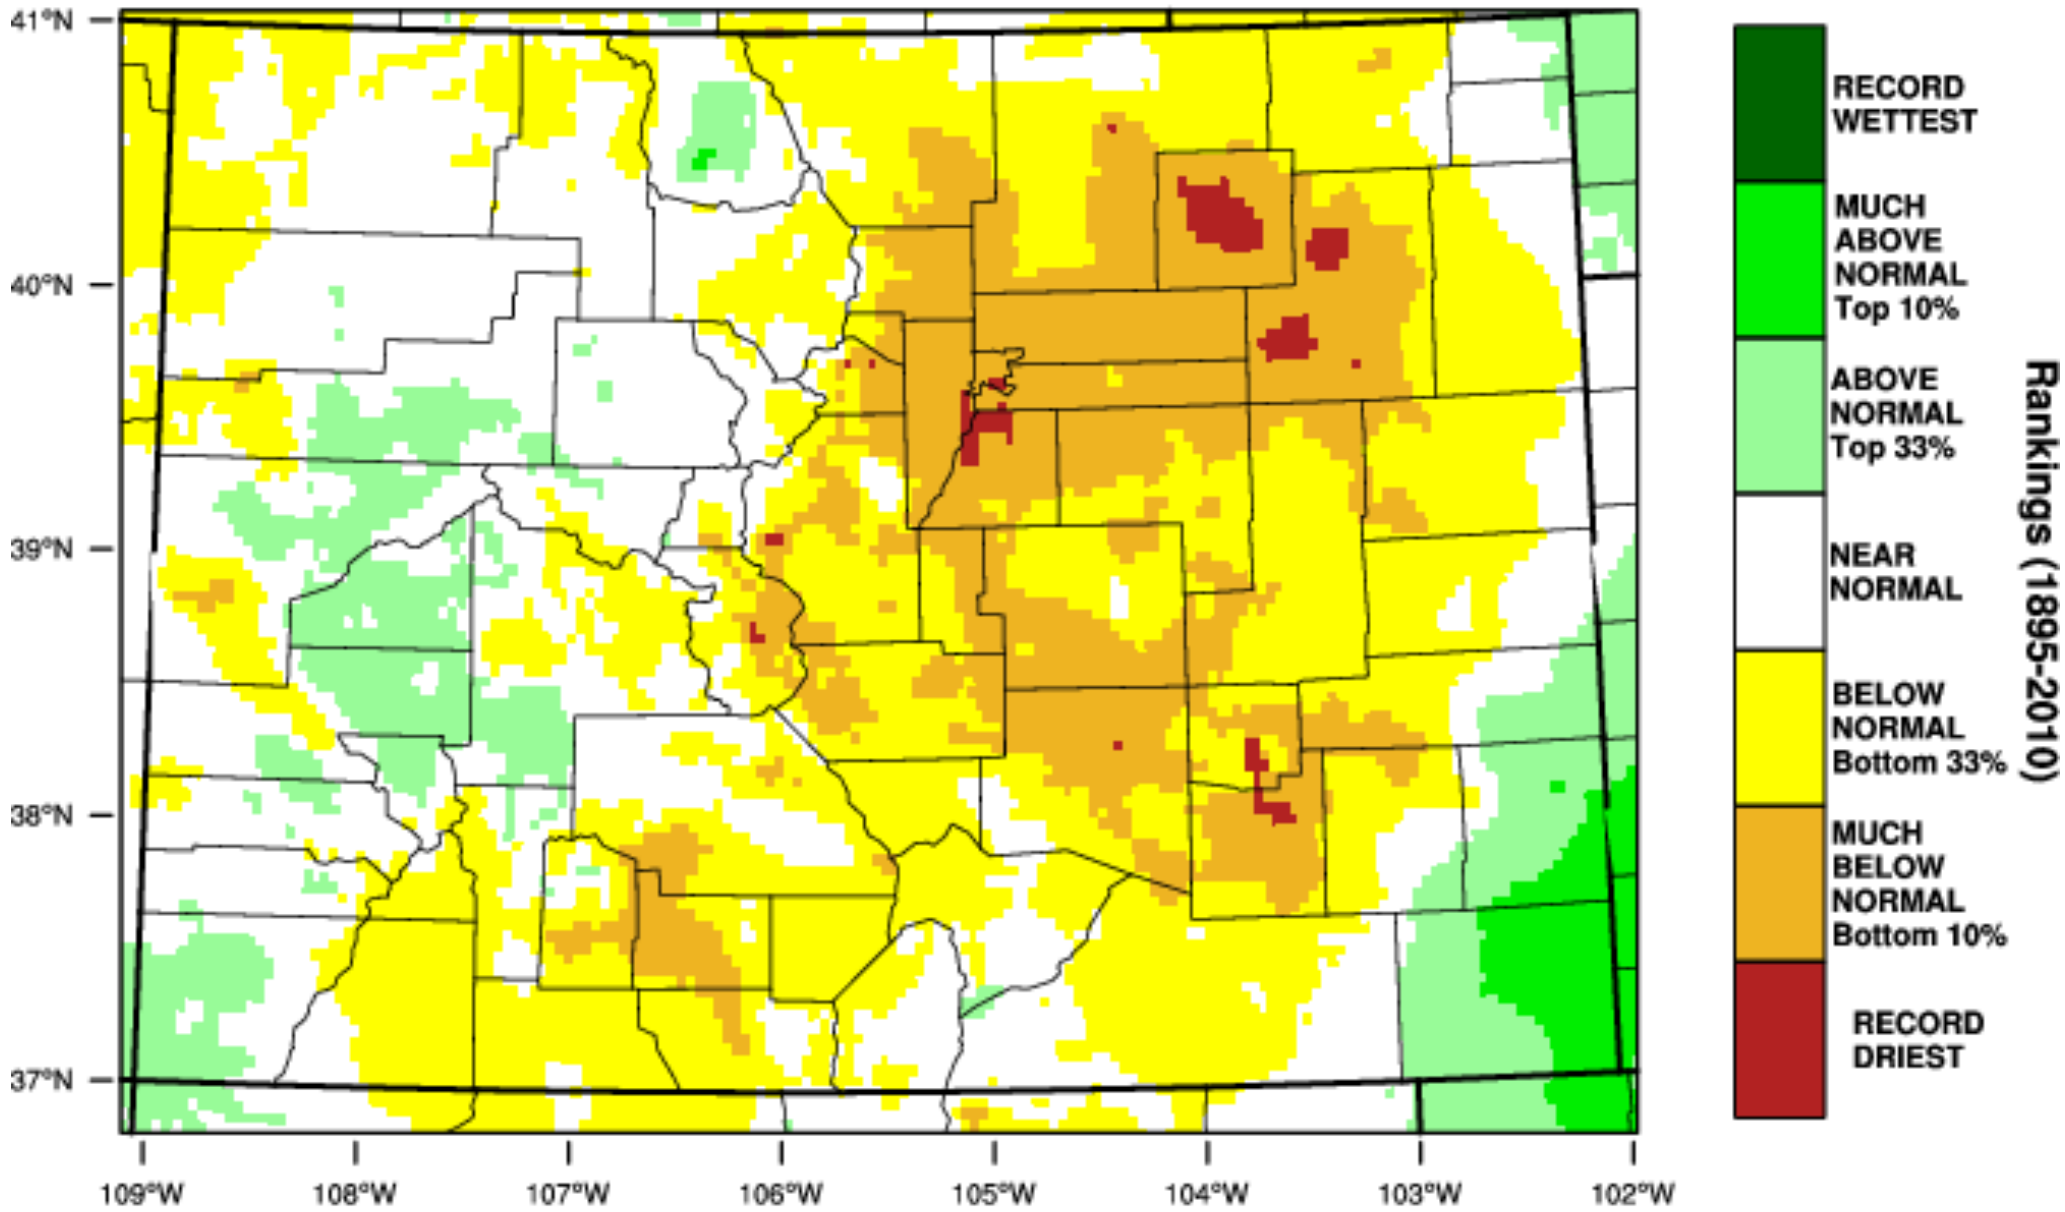 41°N
40°N
39°N
38°N
37°N
109°W
108°W
107°W
106°W
105°W
104°W
103°W
102°W
RECORD
WETTEST
MUCH
ABOVE
NORMAL
Top 10%
ABOVE
NORMAL
Top 33%
NEAR
NORMAL
BELOW
NORMAL
Bottom 33%
MUCH
BELOW
NORMAL
Bottom 10%
RECORD
DRIEST
Rankings (1895-2010)